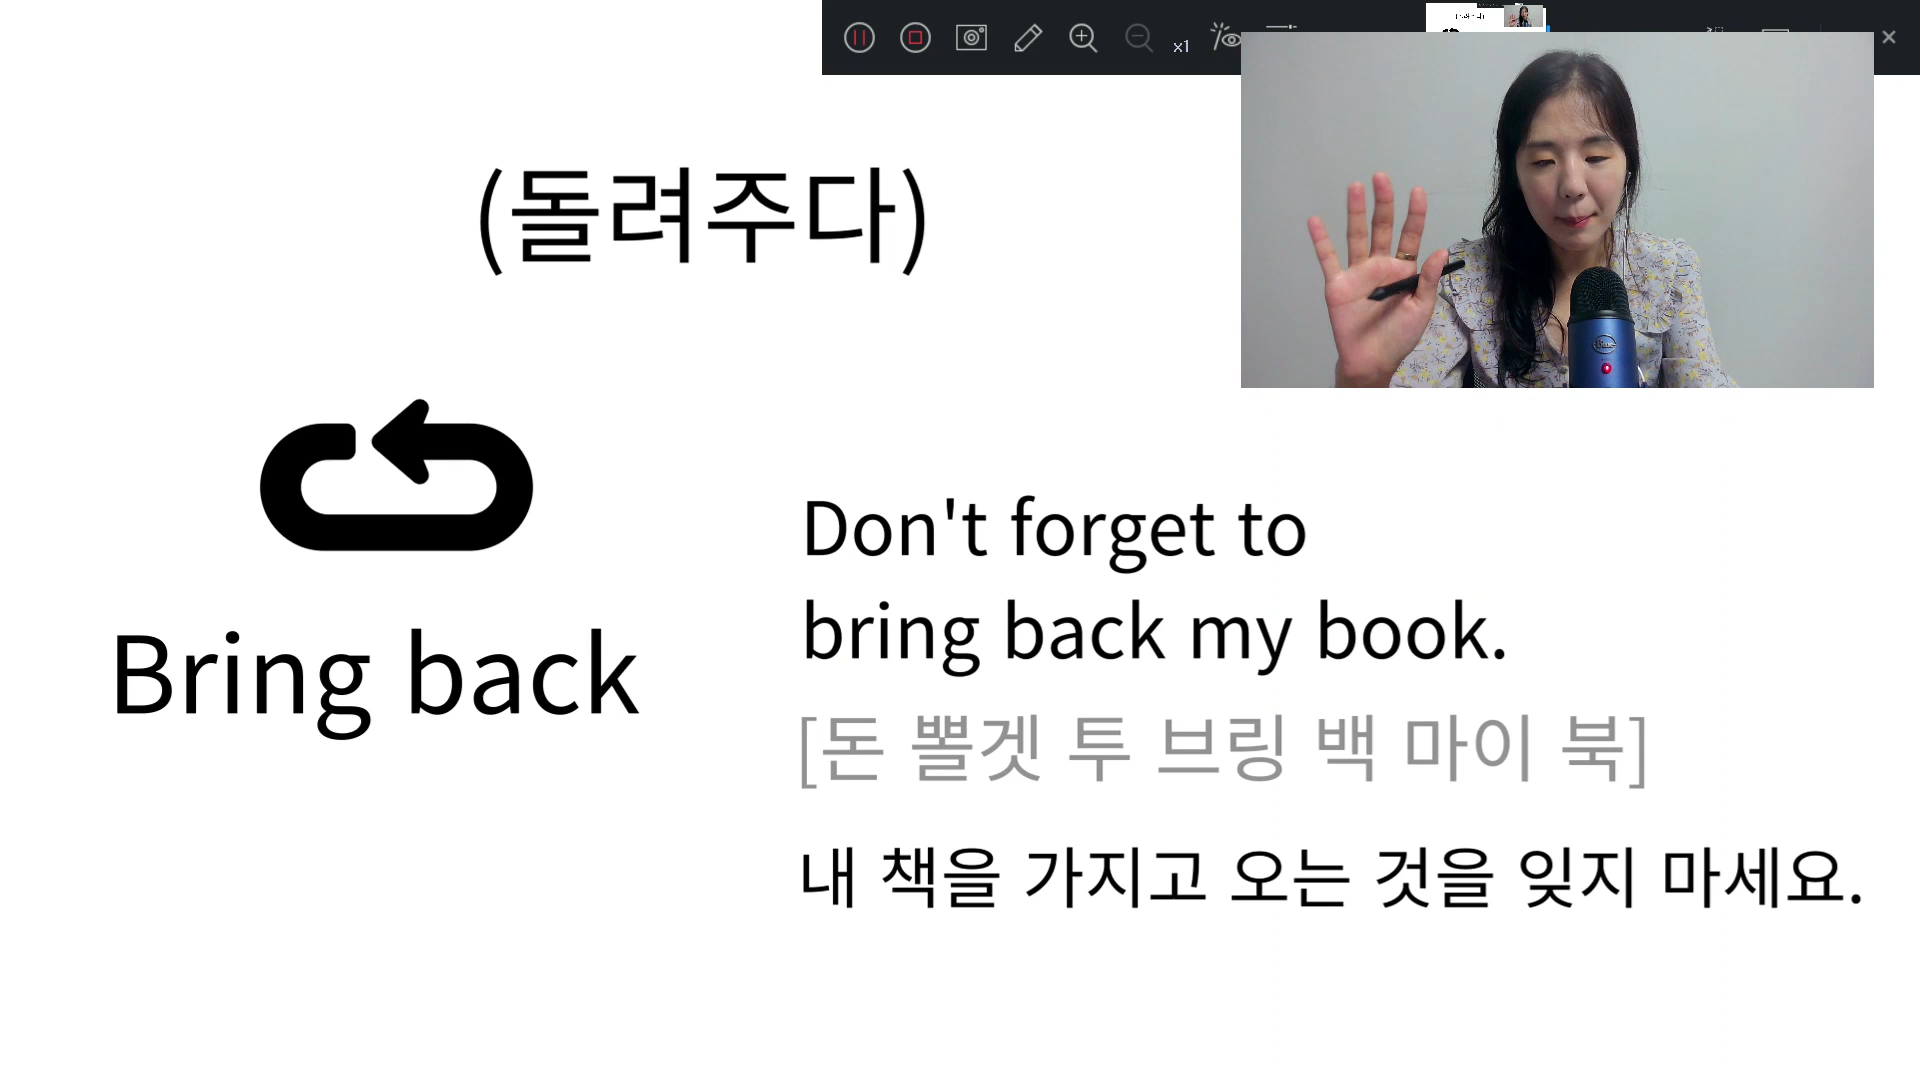 x1
(돌려주다)
Bring back
Don't forget to
bring back my book.
[돈 뽈겟 투 브링 백 마이 북]
내 책을 가지고 오는 것을 잊지 마세요.